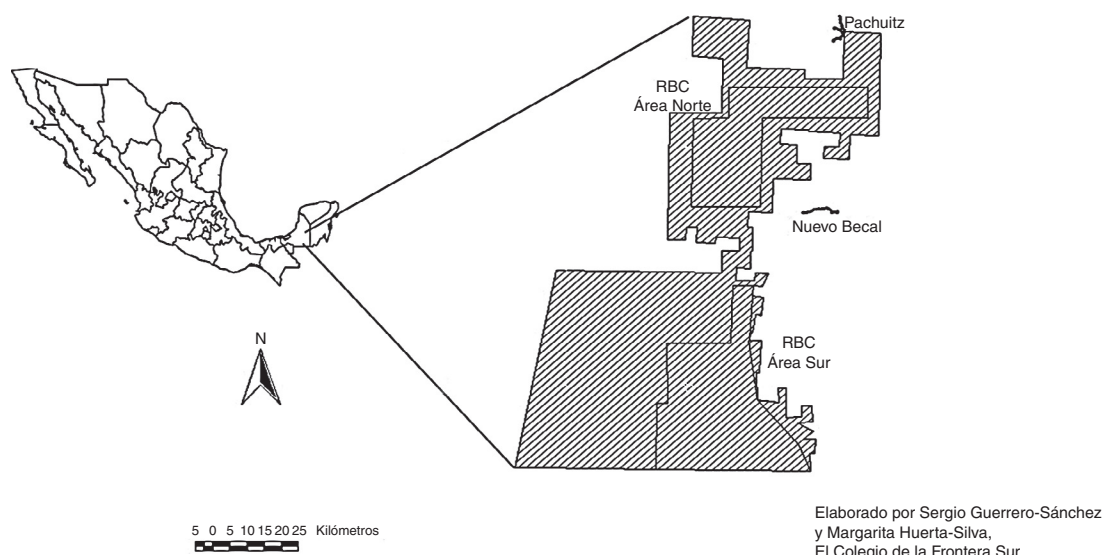 Pachuitz
RBC
Área Norte
Nuevo Becal
RBC
Área Sur
N
5 0 5 10 15 20 25 Kilómetros
Elaborado por Sergio Guerrero-Sánchez
y Margarita Huerta-Silva,
El Colegio de la Frontera Sur